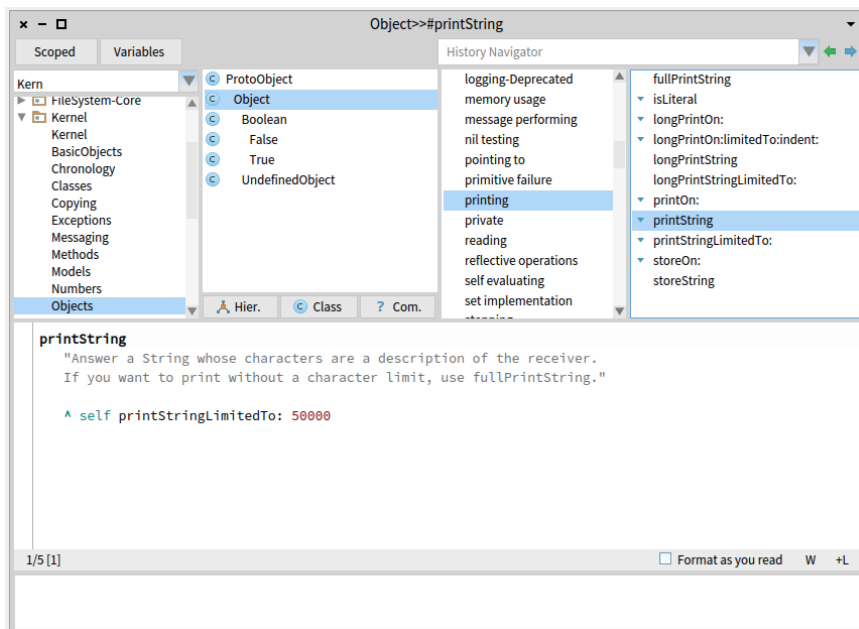 Object>>#printString
Scoped
Variables
History Navigator
Kern
FileSystem-Core
Kernel
Kernel
BasicObjects
Chronology
Classes
Copying
Exceptions
Messaging
Methods
Models
Numbers
Objects
C ProtoObject
C Object
C Boolean
C False
C True
C UndefinedObject
Hier.
C Class
? Com.
logging-Deprecated
memory usage
message performing
nil testing
pointing to
primitive failure
printing
private
reading
reflective operations
self evaluating
set implementation
fullPrintString
isLiteral
longPrintOn:
longPrintOn:limitedTo:indent:
longPrintString
longPrintStringLimitedTo:
printOn:
printString
printStringLimitedTo:
storeOn:
storeString
printString
"Answer a String whose characters are a description of the receiver.
If you want to print without a character limit, use fullPrintString."
^ self printStringLimitedTo: 50000
1/5 [1]
Format as you read
W
+L